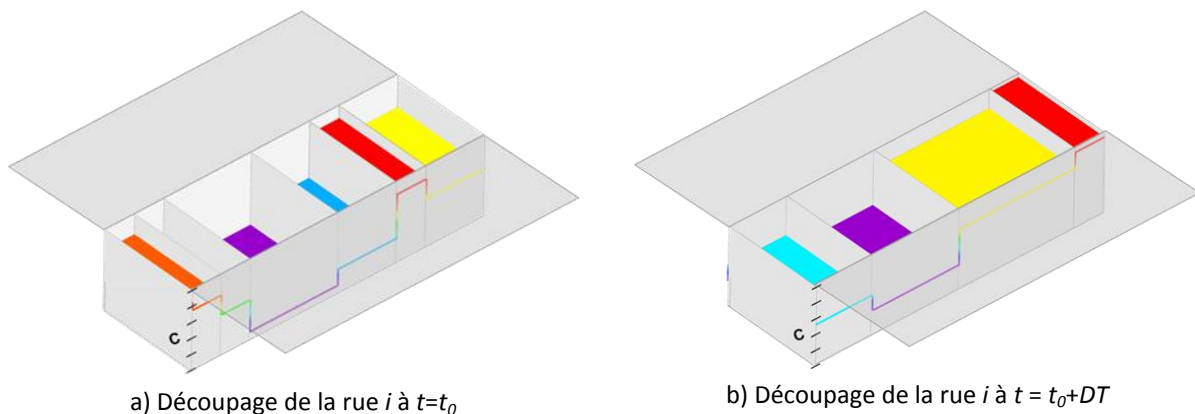 C
C
a) Découpage de la rue i à t=t₀
b) Découpage de la rue i à t = t₀+DT